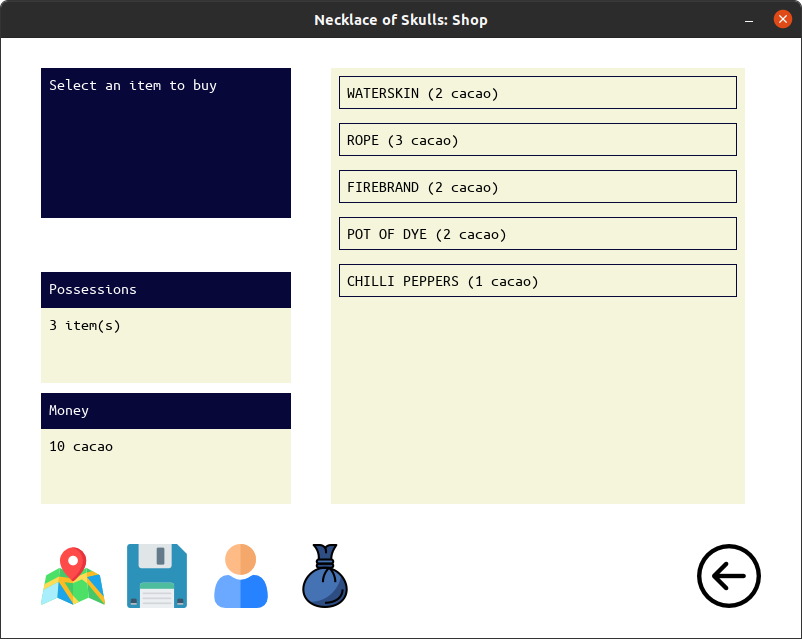 Necklace of Skulls: Shop
Select an item to buy
Possessions
3 item(s)
Money
10 cacao
WATERSKIN (2 cacao)
ROPE (3 cacao)
FIREBRAND (2 cacao)
POT OF DYE (2 cacao)
CHILLI PEPPERS (1 cacao)